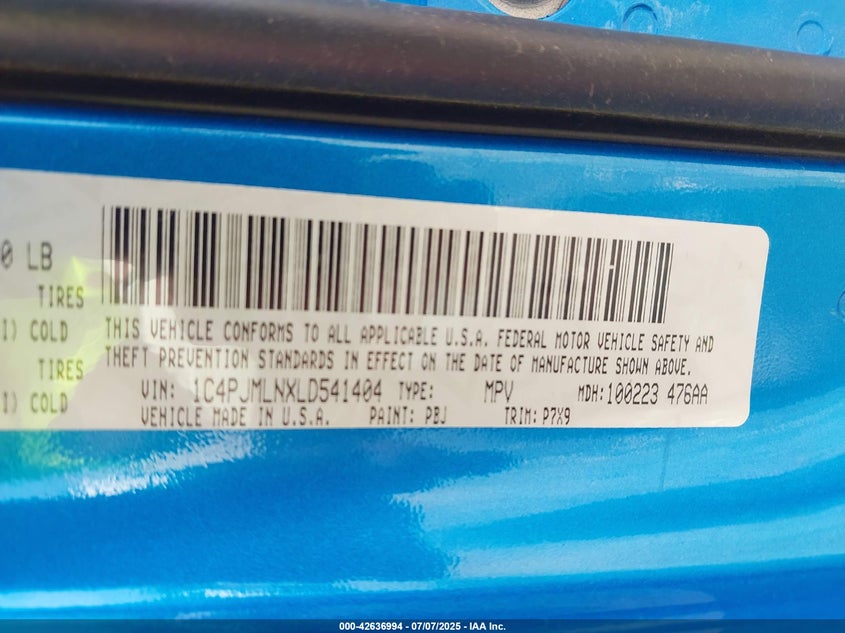 0 LB
TIRES
1) COLD
TIRES
1) COLD
THIS VEHICLE CONFORMS TO ALL APPLICABLE U.S.A. FEDERAL MOTOR VEHICLE SAFETY AND
THEFT PREVENTION STANDARDS IN EFFECT ON THE DATE OF MANUFACTURE SHOWN ABOVE.
VIN: 1C4PJMLNXLD541404 TYPE: MPV MDH:100223 476AA
VEHICLE MADE IN U.S.A. PAINT: PBJ TRIM: P7X9
000-42636994 / 07/07/2025 - IAA Inc.